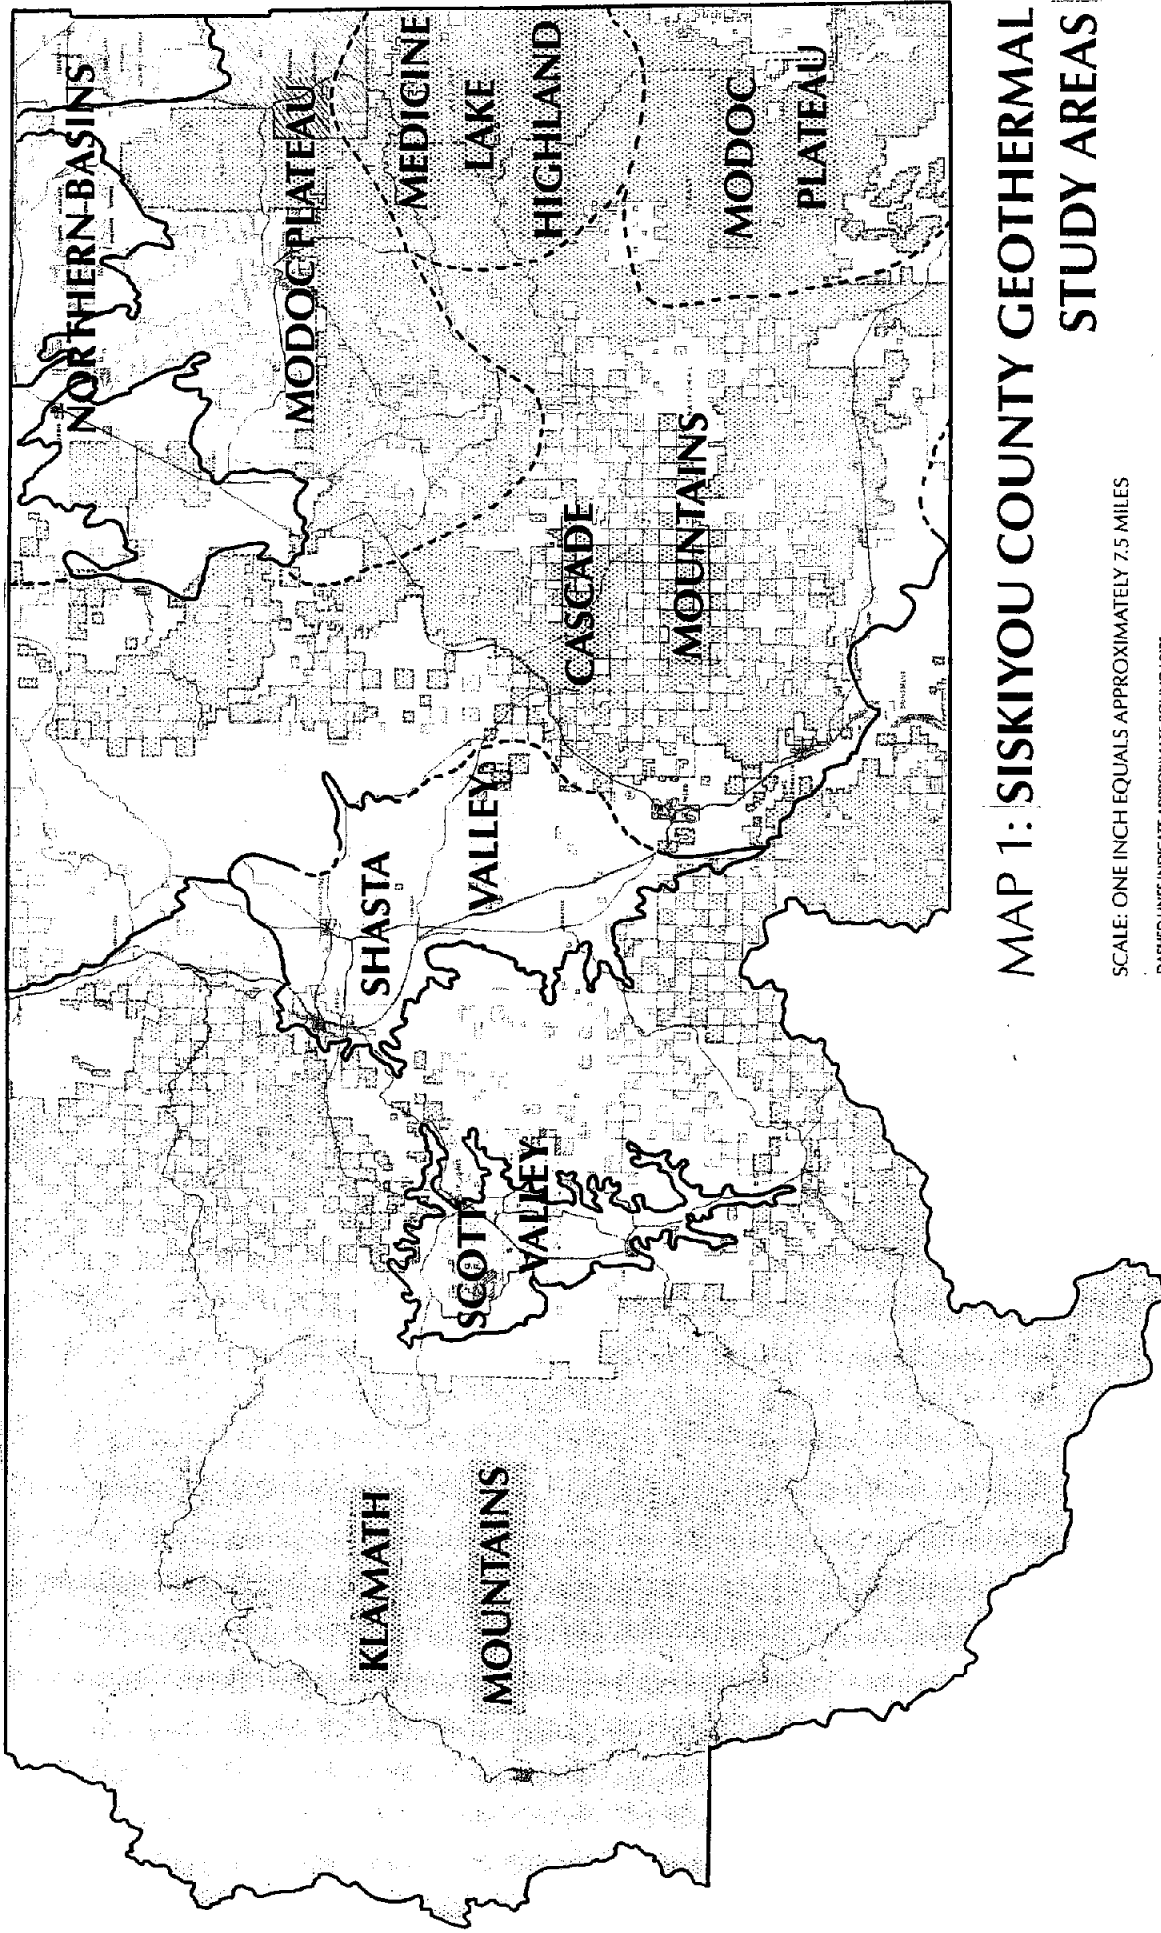 NORTHERN BASINS
MODOC PLATEAU
MEDICINE
LAKE
HIGHLAND
MODOC
PLATEAU
CASCADE
MOUNTAINS
SHASTA
VALLEY
SCOTT
VALLEY
KLAMATH
MOUNTAINS
MAP 1: SISKIYOU COUNTY GEOTHERMAL
STUDY AREAS
SCALE: ONE INCH EQUALS APPROXIMATELY 7.5 MILES